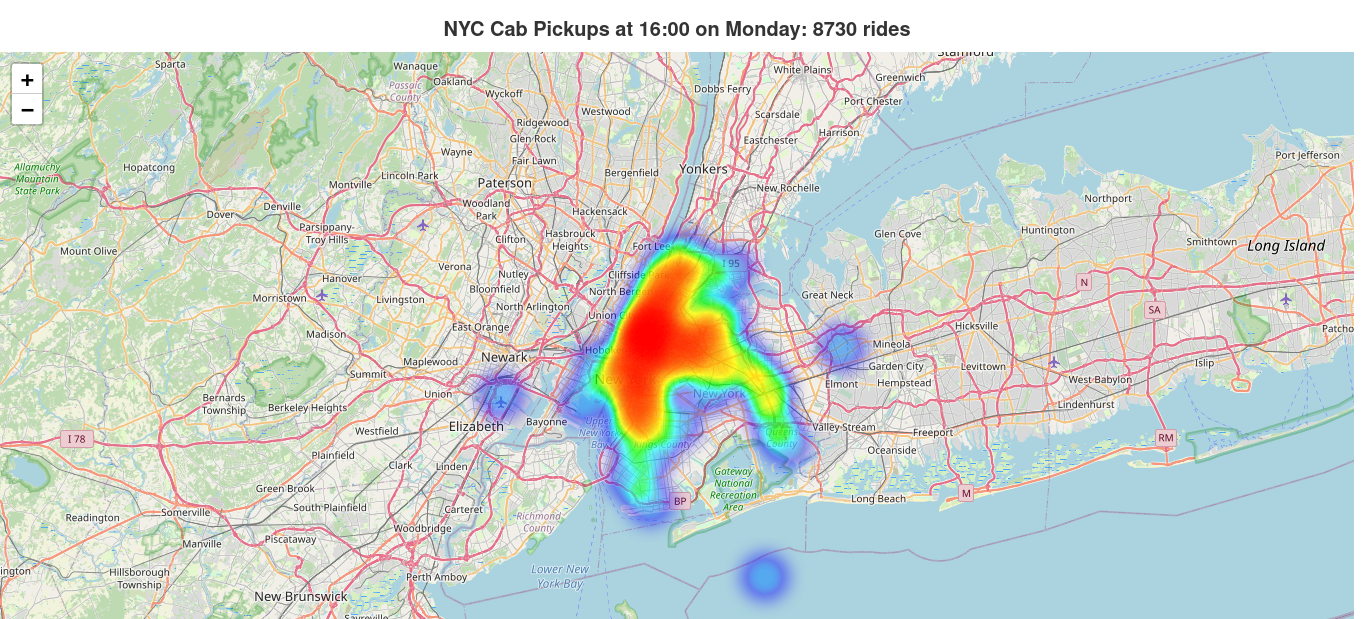 NYC Cab Pickups at 16:00 on Monday: 8730 rides
+
−
Sparta
Wanaque
Oakland
Passaic
County
Wyckoff
Westwood
Dobbs Ferry
White Plains
Stamford
Greenwich
Port Chester
Scarsdale
Harrison
Eastchester
Ridgewood
Glen Rock
Fair Lawn
Wayne
Bergenfield
Yonkers
New Rochelle
Port Jefferson
Northport
Allamuchy
Mountain
State Park
Hopatcong
Montville
Lincoln Park
Paterson
Woodland
Park
Hackensack
Denville
Dover
Parsippany-
Troy Hills
Clifton
Hasbrouck
Heights
Fort Lee
Glen Cove
Huntington
Smithtown
Long Island
Mount Olive
Verona
Nutley
Bloomfield
Cliffside Park
I 95
Hanover
Morristown
Livingston
North Arlington
North Ber
Union C
Great Neck
N
SA
Madison
East Orange
Hicksville
Patcho
Newark
Hobo
Mineola
Garden City
Maplewood
Summit
Levittown
Islip
Union
New York
New York
Elmont
Hempstead
West Babylon
Bernards
Township
Berkeley Heights
Lindenhurst
Elizabeth
Bayonne
Upper
New York
Bay
Kings County
Queens
County
Valley Stream
Freeport
I 78
Westfield
RM
Plainfield
Oceanside
Clark
Linden
Gateway
National
Recreation
Area
Green Brook
South Plainfield
Carteret
BP
Long Beach
M
Readington
Somerville
Richmond
County
Manville
Piscataway
Woodbridge
ington
Hillsborough
Township
Perth Amboy
Lower New
York Bay
New Brunswick
Sayreville